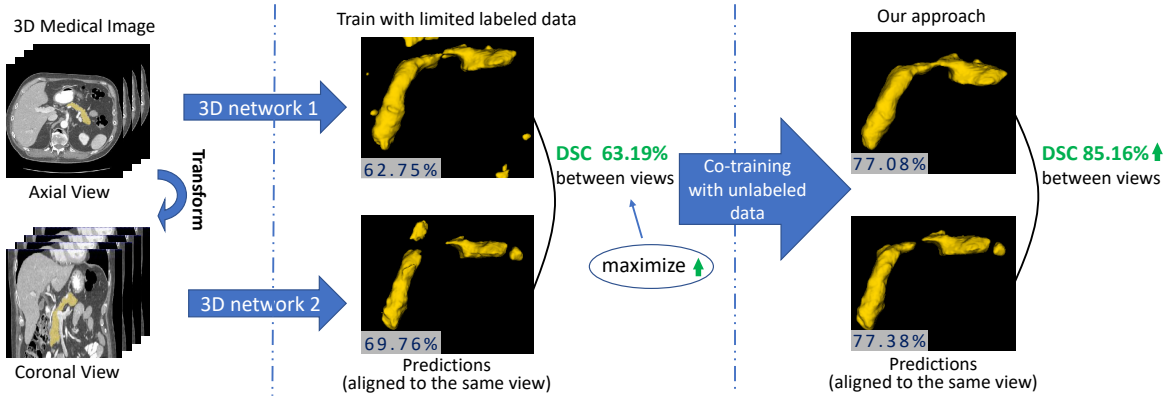 3D Medical Image
Axial View
Transform
Coronal View
3D network 1
3D network 2
Train with limited labeled data
62.75%
69.76%
Predictions
(aligned to the same view)
DSC 63.19%
between views
maximize
Co-training
with unlabeled
data
Our approach
77.08%
77.38%
Predictions
(aligned to the same view)
DSC 85.16%
between views